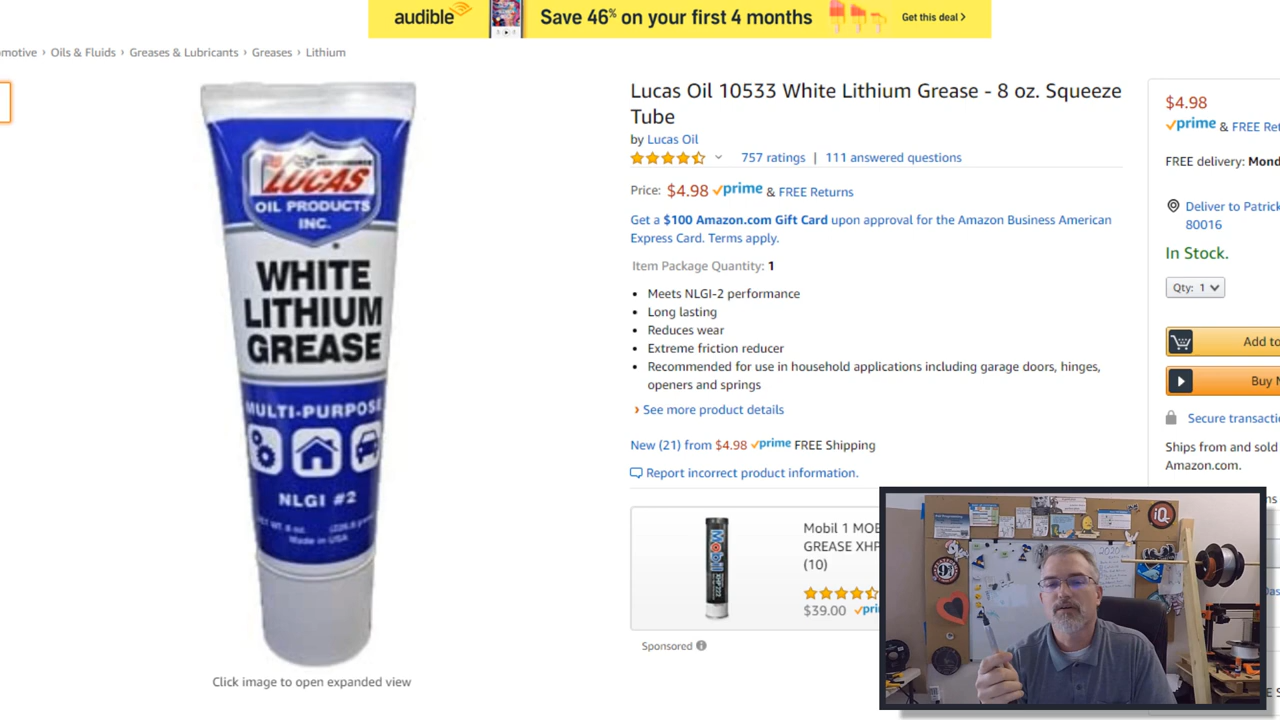 audible
Save 46% on your first 4 months
Get this deal ›
omotive › Oils & Fluids › Greases & Lubricants › Greases › Lithium
LUCAS
OIL PRODUCTS
INC.
WHITE
LITHIUM
GREASE
MULTI-PURPOSE
NLGI #2
Made in USA
Click image to open expanded view
Lucas Oil 10533 White Lithium Grease - 8 oz. Squeeze
Tube
by Lucas Oil
757 ratings | 111 answered questions
Price: $4.98 prime & FREE Returns
Get a $100 Amazon.com Gift Card upon approval for the Amazon Business American
Express Card. Terms apply.
Item Package Quantity: 1
• Meets NLGI-2 performance
• Long lasting
• Reduces wear
• Extreme friction reducer
• Recommended for use in household applications including garage doors, hinges,
openers and springs
› See more product details
New (21) from $4.98 prime FREE Shipping
Report incorrect product information.
Mobil
Mobil 1 MOB
GREASE XHP
(10)
$39.00 pri
Sponsored
$4.98
prime & FREE Ret
FREE delivery: Mond
Deliver to Patrick
80016
In Stock.
Qty: 1
Add to
Buy N
Secure transacti
Ships from and sold
Amazon.com.
iQ
2020
9¾